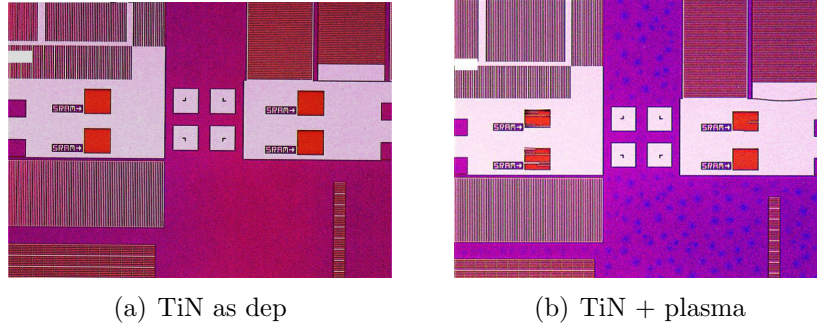 SRAM→ SRAM→ SRAM→ SRAM→
SRAM→ SRAM→ SRAM→ SRAM→
(a) TiN as dep (b) TiN + plasma